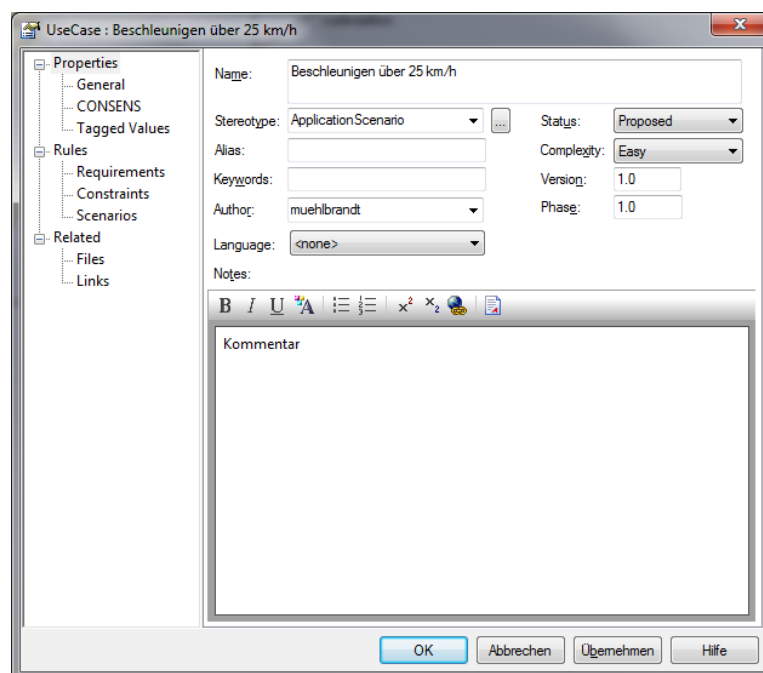 UseCase : Beschleunigen über 25 km/h
Properties
General
CONSENS
Tagged Values
Rules
Requirements
Constraints
Scenarios
Related
Files
Links
Name: Beschleunigen über 25 km/h
Stereotype: ApplicationScenario ... Status: Proposed
Alias: Complexity: Easy
Keywords: Version: 1.0
Author: muehlbrandt Phase: 1.0
Language: <none>
Notes:
B I U A x² x₂
Kommentar
OK Abbrechen Übernehmen Hilfe